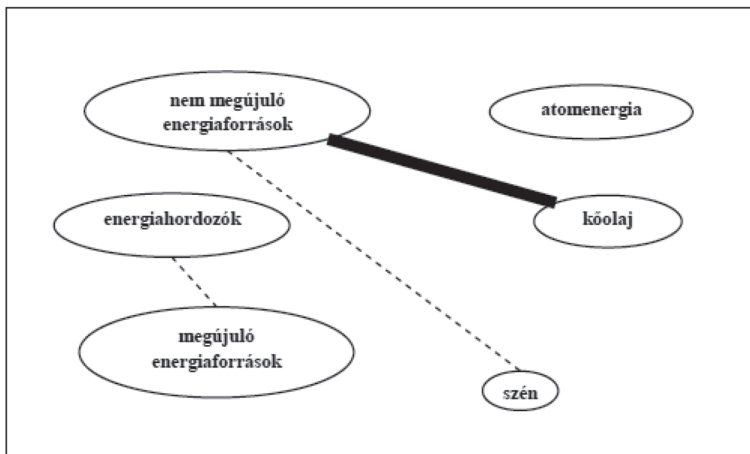 nem megújuló
energiaforrások
atomenergia
energiahordozók
kőolaj
megújuló
energiaforrások
szén